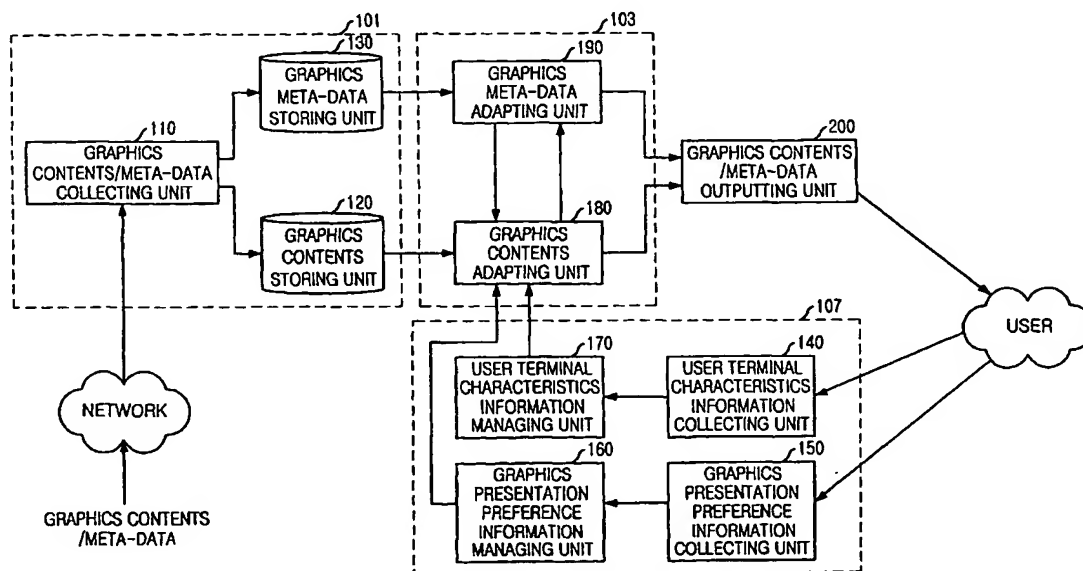 101
130
GRAPHICS
META-DATA
STORING UNIT
110
GRAPHICS
CONTENTS/META-DATA
COLLECTING UNIT
120
GRAPHICS
CONTENTS
STORING UNIT
NETWORK
GRAPHICS CONTENTS
/META-DATA
103
190
GRAPHICS
META-DATA
ADAPTING UNIT
180
GRAPHICS
CONTENTS
ADAPTING UNIT
200
GRAPHICS CONTENTS
/META-DATA
OUTPUTTING UNIT
USER
107
170
USER TERMINAL
CHARACTERISTICS
INFORMATION
MANAGING UNIT
140
USER TERMINAL
CHARACTERISTICS
INFORMATION
COLLECTING UNIT
160
GRAPHICS
PRESENTATION
PREFERENCE
INFORMATION
MANAGING UNIT
150
GRAPHICS
PRESENTATION
PREFERENCE
INFORMATION
COLLECTING UNIT